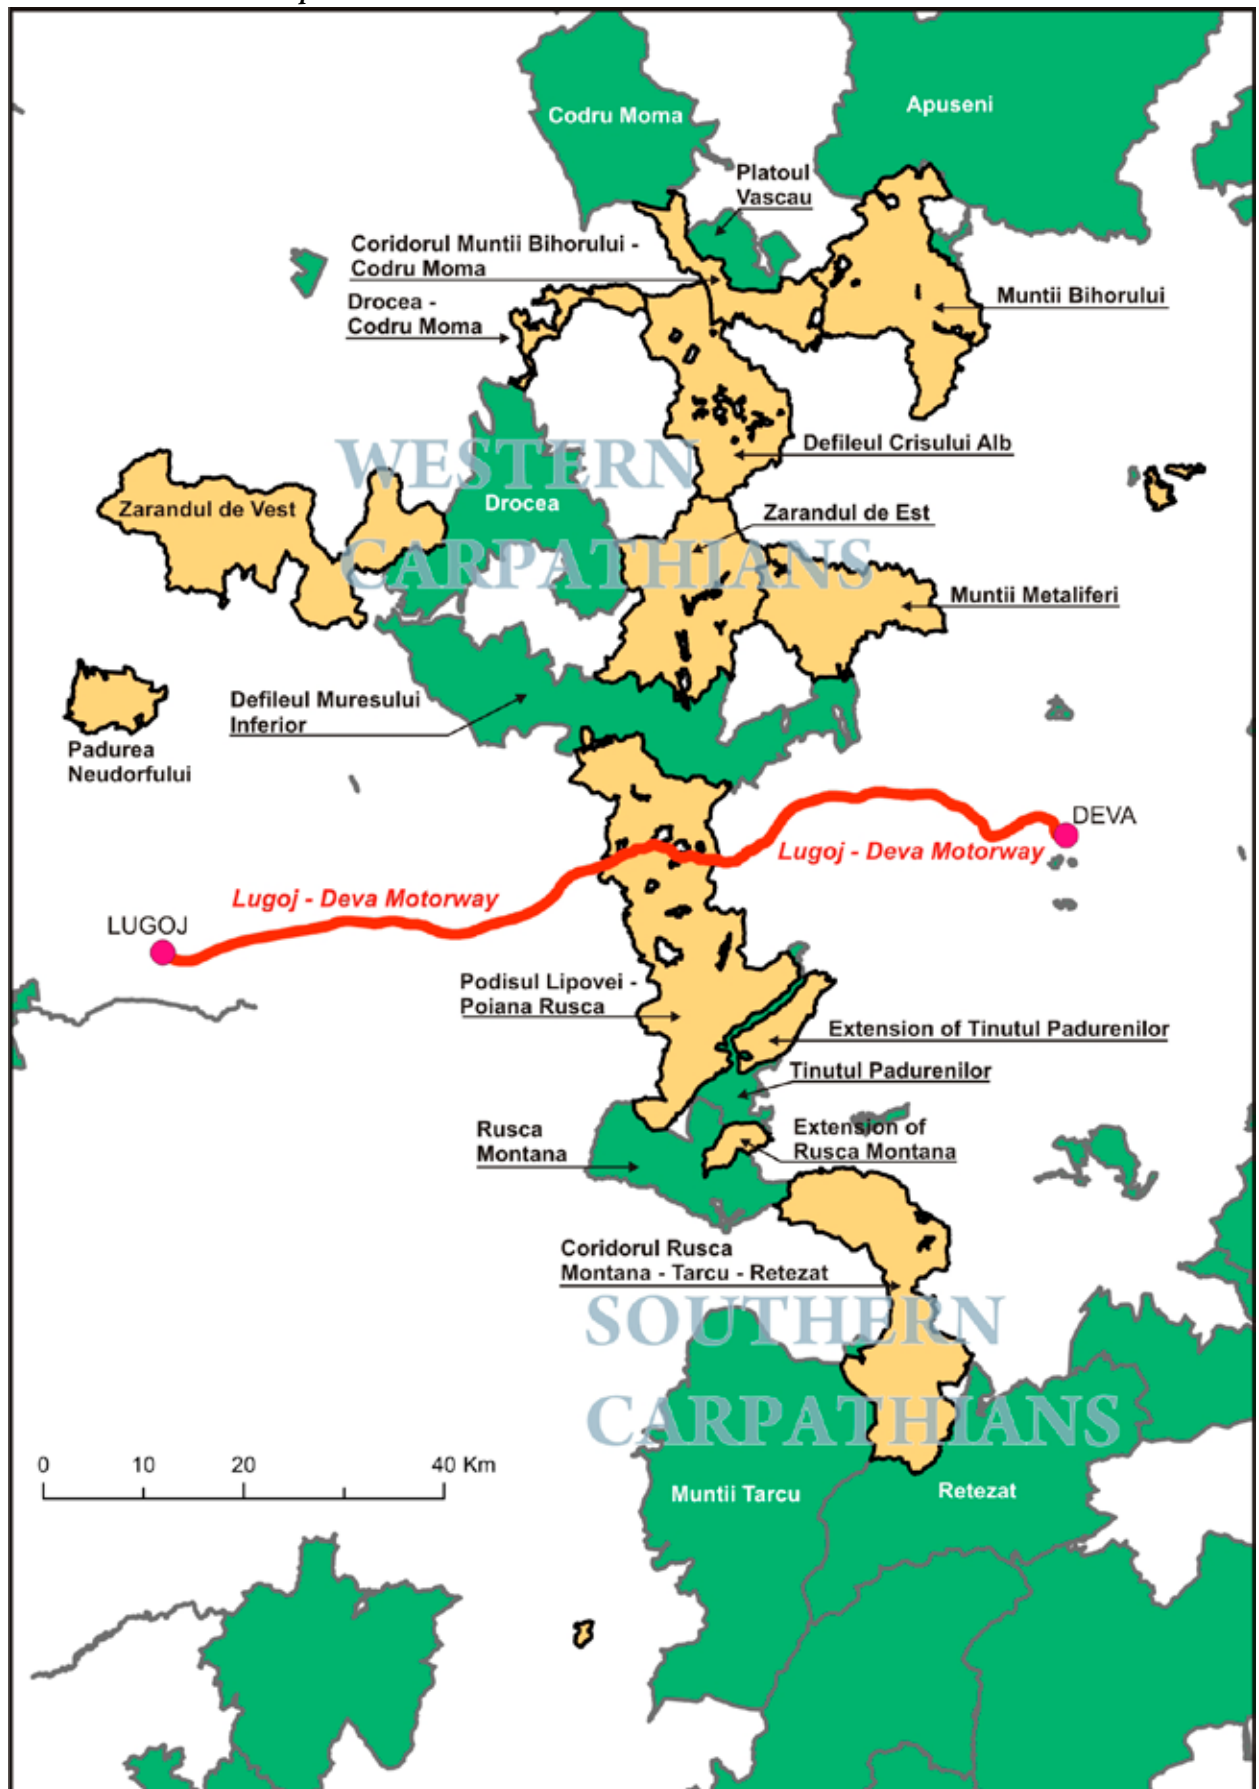 Codru Moma
Apuseni
Platoul
Vascau
Coridorul Muntii Bihorului -
Codru Moma
Drocea -
Codru Moma
Muntii Bihorului
WESTERN
CARPATHIANS
Defileul Crisului Alb
Zarandul de Vest
Drocea
Zarandul de Est
Muntii Metaliferi
Defileul Muresului
Inferior
Padurea
Neudorfului
DEVA
Lugoj - Deva Motorway
Lugoj - Deva Motorway
LUGOJ
Podisul Lipovei -
Poiana Rusca
Extension of Tinutul Padurenilor
Tinutul Padurenilor
Rusca
Montana
Extension of
Rusca Montana
Coridorul Rusca
Montana - Tarcu - Retezat
SOUTHERN
CARPATHIANS
0 10 20 40 Km
Muntii Tarcu
Retezat